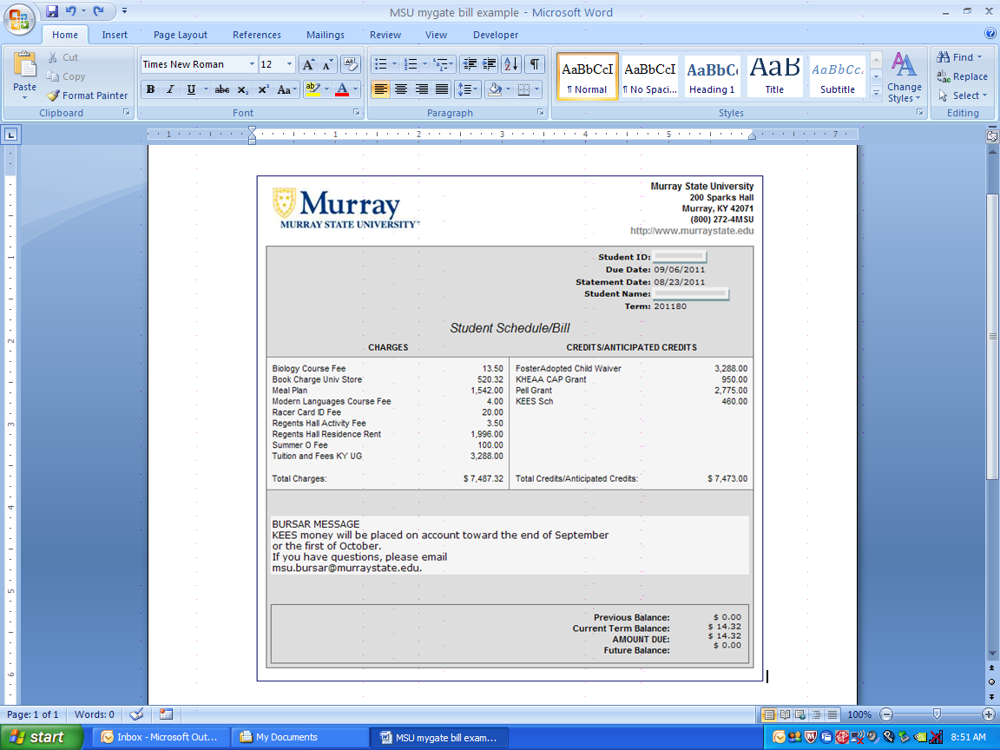 MSU mygate bill example - Microsoft Word
Home Insert Page Layout References Mailings Review View Developer
Paste
Cut
Copy
Format Painter
Clipboard
Times New Roman 12
Font
Paragraph
AaBbCcI AaBbCcI AaBbC AaB AaBbCc.
¶ Normal ¶ No Spaci... Heading 1 Title Subtitle
Change Styles
Styles
Find
Replace
Select
Editing
1 1 2 3 4 5 7
Murray
MURRAY STATE UNIVERSITY™
Murray State University
200 Sparks Hall
Murray, KY 42071
(800) 272-4MSU
http://www.murraystate.edu
Student ID:
Due Date: 09/06/2011
Statement Date: 08/23/2011
Student Name:
Term: 201180
Student Schedule/Bill
CHARGES CREDITS/ANTICIPATED CREDITS
Biology Course Fee 13.50 FosterAdopted Child Waiver 3,288.00
Book Charge Univ Store 520.32 KHEAA CAP Grant 950.00
Meal Plan 1,542.00 Pell Grant 2,775.00
Modern Languages Course Fee 4.00 KEES Sch 460.00
Racer Card ID Fee 20.00
Regents Hall Activity Fee 3.50
Regents Hall Residence Rent 1,996.00
Summer O Fee 100.00
Tuition and Fees KY UG 3,288.00
Total Charges: $ 7,487.32 Total Credits/Anticipated Credits: $ 7,473.00
BURSAR MESSAGE
KEES money will be placed on account toward the end of September
or the first of October.
If you have questions, please email
msu.bursar@murraystate.edu.
Previous Balance: $ 0.00
Current Term Balance: $ 14.32
AMOUNT DUE: $ 14.32
Future Balance: $ 0.00
Page: 1 of 1 Words: 0 100%
start Inbox - Microsoft Out... My Documents MSU mygate bill exam... 8:51 AM